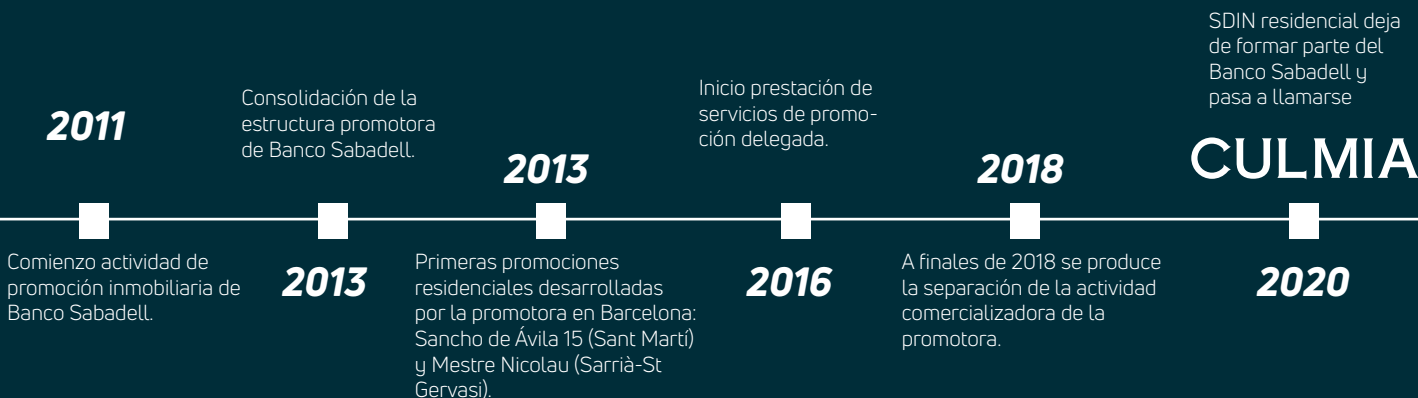 2011
Comienzo actividad de
promoción inmobiliaria de
Banco Sabadell.
Consolidación de la
estructura promotora
de Banco Sabadell.
2013
2013
Primeras promociones
residenciales desarrolladas
por la promotora en Barcelona:
Sancho de Ávila 15 (Sant Martí)
y Mestre Nicolau (Sarrià-St
Gervasi).
Inicio prestación de
servicios de promo-
ción delegada.
2016
2018
A finales de 2018 se produce
la separación de la actividad
comercializadora de la
promotora.
SDIN residencial deja
de formar parte del
Banco Sabadell y
pasa a llamarse
CULMIA
2020